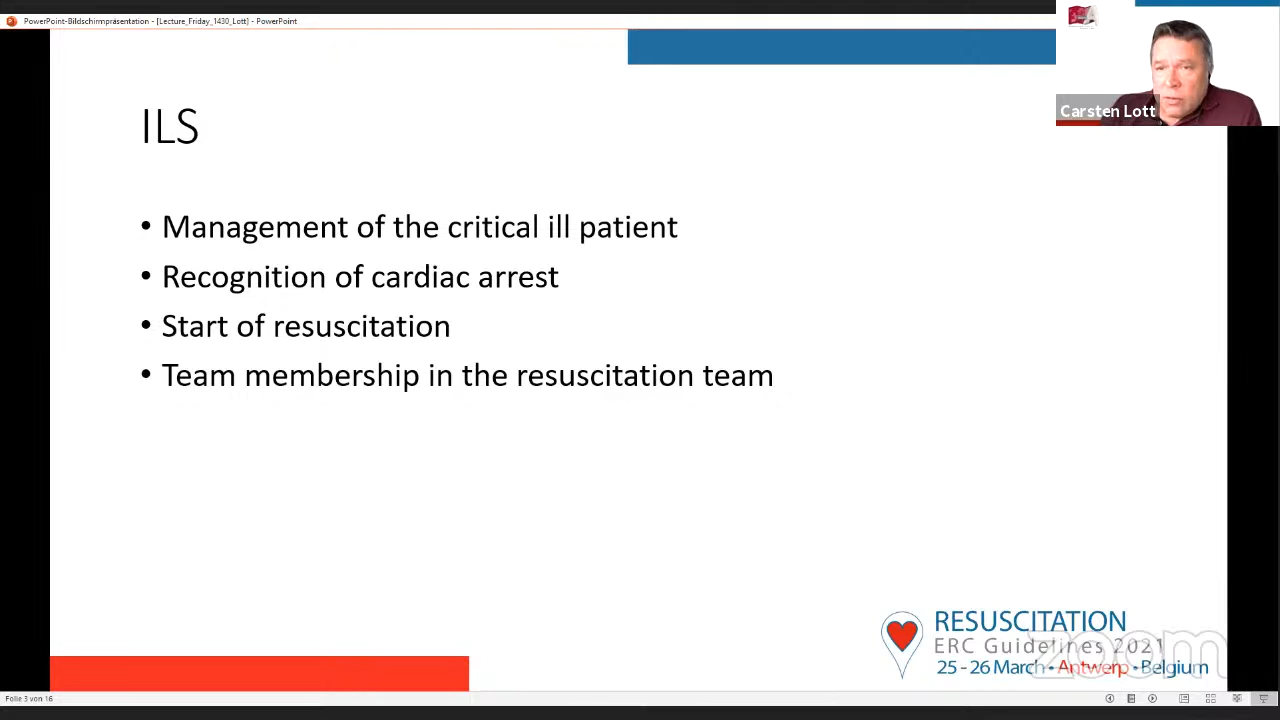 PowerPoint-Bildschirmpräsentation - [Lecture_Friday_1430_Lott] - PowerPoint
Carsten Lott
ILS
• Management of the critical ill patient
• Recognition of cardiac arrest
• Start of resuscitation
• Team membership in the resuscitation team
RESUSCITATION
ERC Guidelines 2021
25 - 26 March • Antwerp • Belgium
zoom
Folie 3 von 16